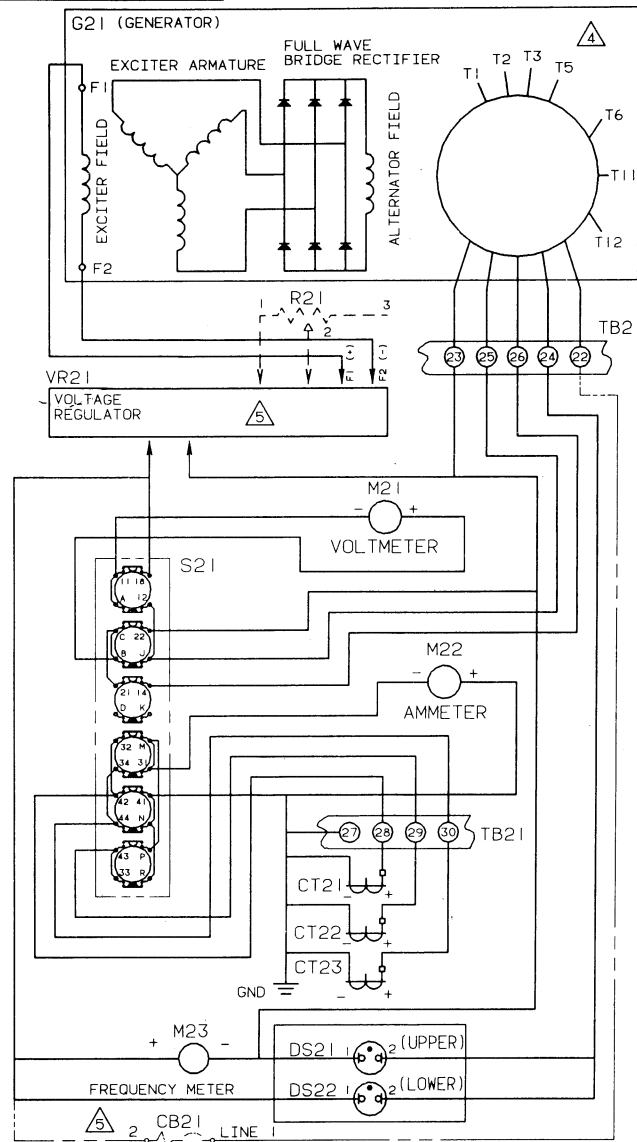 G21 (GENERATOR)
4
FULL WAVE
BRIDGE RECTIFIER
EXCITER ARMATURE
T1 T2 T3 T5
T6
T11
T12
F1
EXCITER FIELD
ALTERNATOR FIELD
F2
1 R21 3
2
F1 (+)
F2 (-)
TB2
23 25 26 24 22
VR21
VOLTAGE
REGULATOR
5
M21
- +
VOLTMETER
S21
11 18
A 12
C 22
B J
M22
- +
AMMETER
21 14
D K
32 M
34 31
42 41
44 N
27 28 29 30
TB21
43 P
33 R
CT21
- +
CT22
- +
CT23
- +
GND
M23
+ -
FREQUENCY METER
DS21 1 2 (UPPER)
DS22 1 2 (LOWER)
5
2 CB21 LINE 1